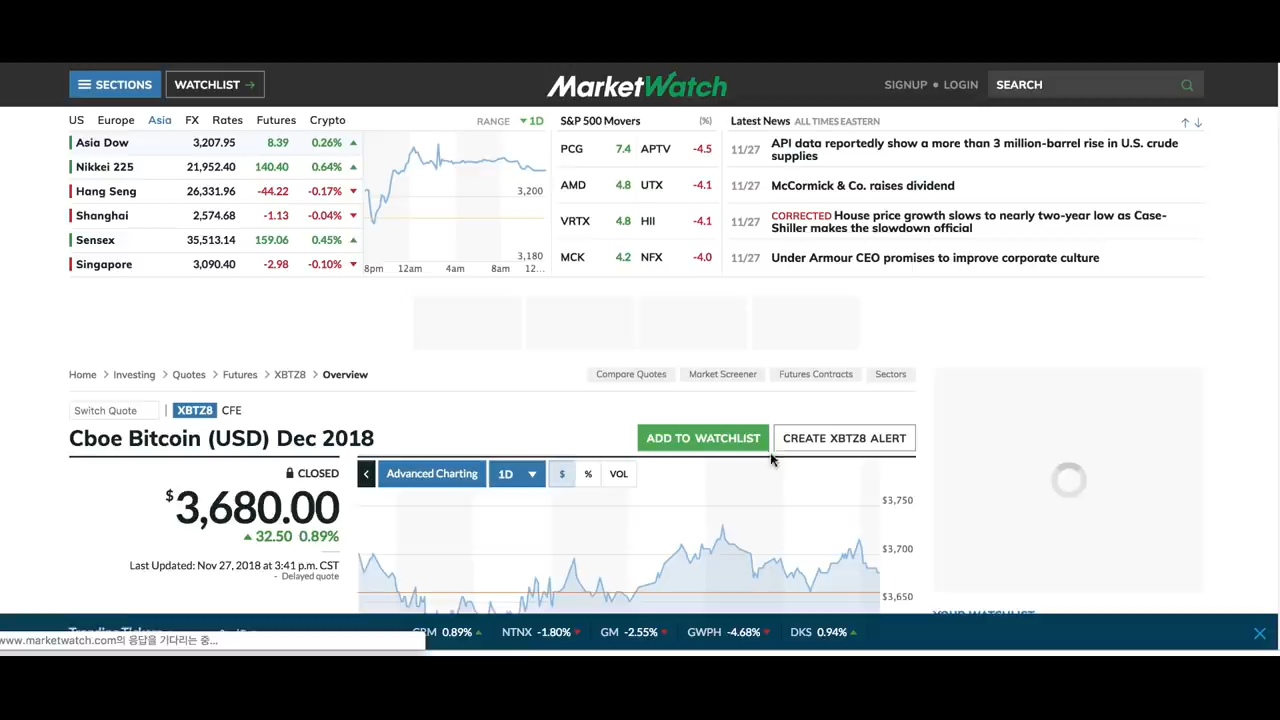 SECTIONS WATCHLIST → MarketWatch SIGNUP • LOGIN SEARCH
US Europe Asia FX Rates Futures Crypto RANGE ▼1D
Asia Dow 3,207.95 8.39 0.26%
Nikkei 225 21,952.40 140.40 0.64%
Hang Seng 26,331.96 -44.22 -0.17%
Shanghai 2,574.68 -1.13 -0.04%
Sensex 35,513.14 159.06 0.45%
Singapore 3,090.40 -2.98 -0.10%
3,200
3,180
8pm 12am 4am 8am 12...
S&P 500 Movers (%)
PCG 7.4 APTV -4.5
AMD 4.8 UTX -4.1
VRTX 4.8 HII -4.1
MCK 4.2 NFX -4.0
Latest News ALL TIMES EASTERN
11/27 API data reportedly show a more than 3 million-barrel rise in U.S. crude
supplies
11/27 McCormick & Co. raises dividend
11/27 CORRECTED House price growth slows to nearly two-year low as Case-
Shiller makes the slowdown official
11/27 Under Armour CEO promises to improve corporate culture
Home > Investing > Quotes > Futures > XBTZ8 > Overview
Compare Quotes Market Screener Futures Contracts Sectors
Switch Quote | XBTZ8 CFE
Cboe Bitcoin (USD) Dec 2018
ADD TO WATCHLIST CREATE XBTZ8 ALERT
CLOSED
$3,680.00
32.50 0.89%
Last Updated: Nov 27, 2018 at 3:41 p.m. CST
- Delayed quote
Advanced Charting 1D $ % VOL
$3,750
$3,700
$3,650
YOUR WATCHLIST
CRM 0.89% NTNX -1.80% GM -2.55% GWPH -4.68% DKS 0.94%
www.marketwatch.com의 응답을 기다리는 중...